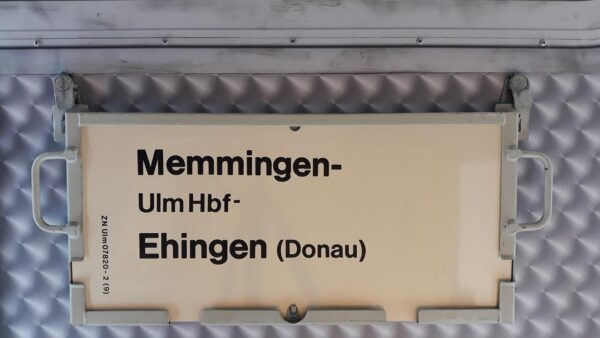 Memmingen-
Ulm Hbf-
Ehingen (Donau)
ZN Ulm 07820-2 (9)